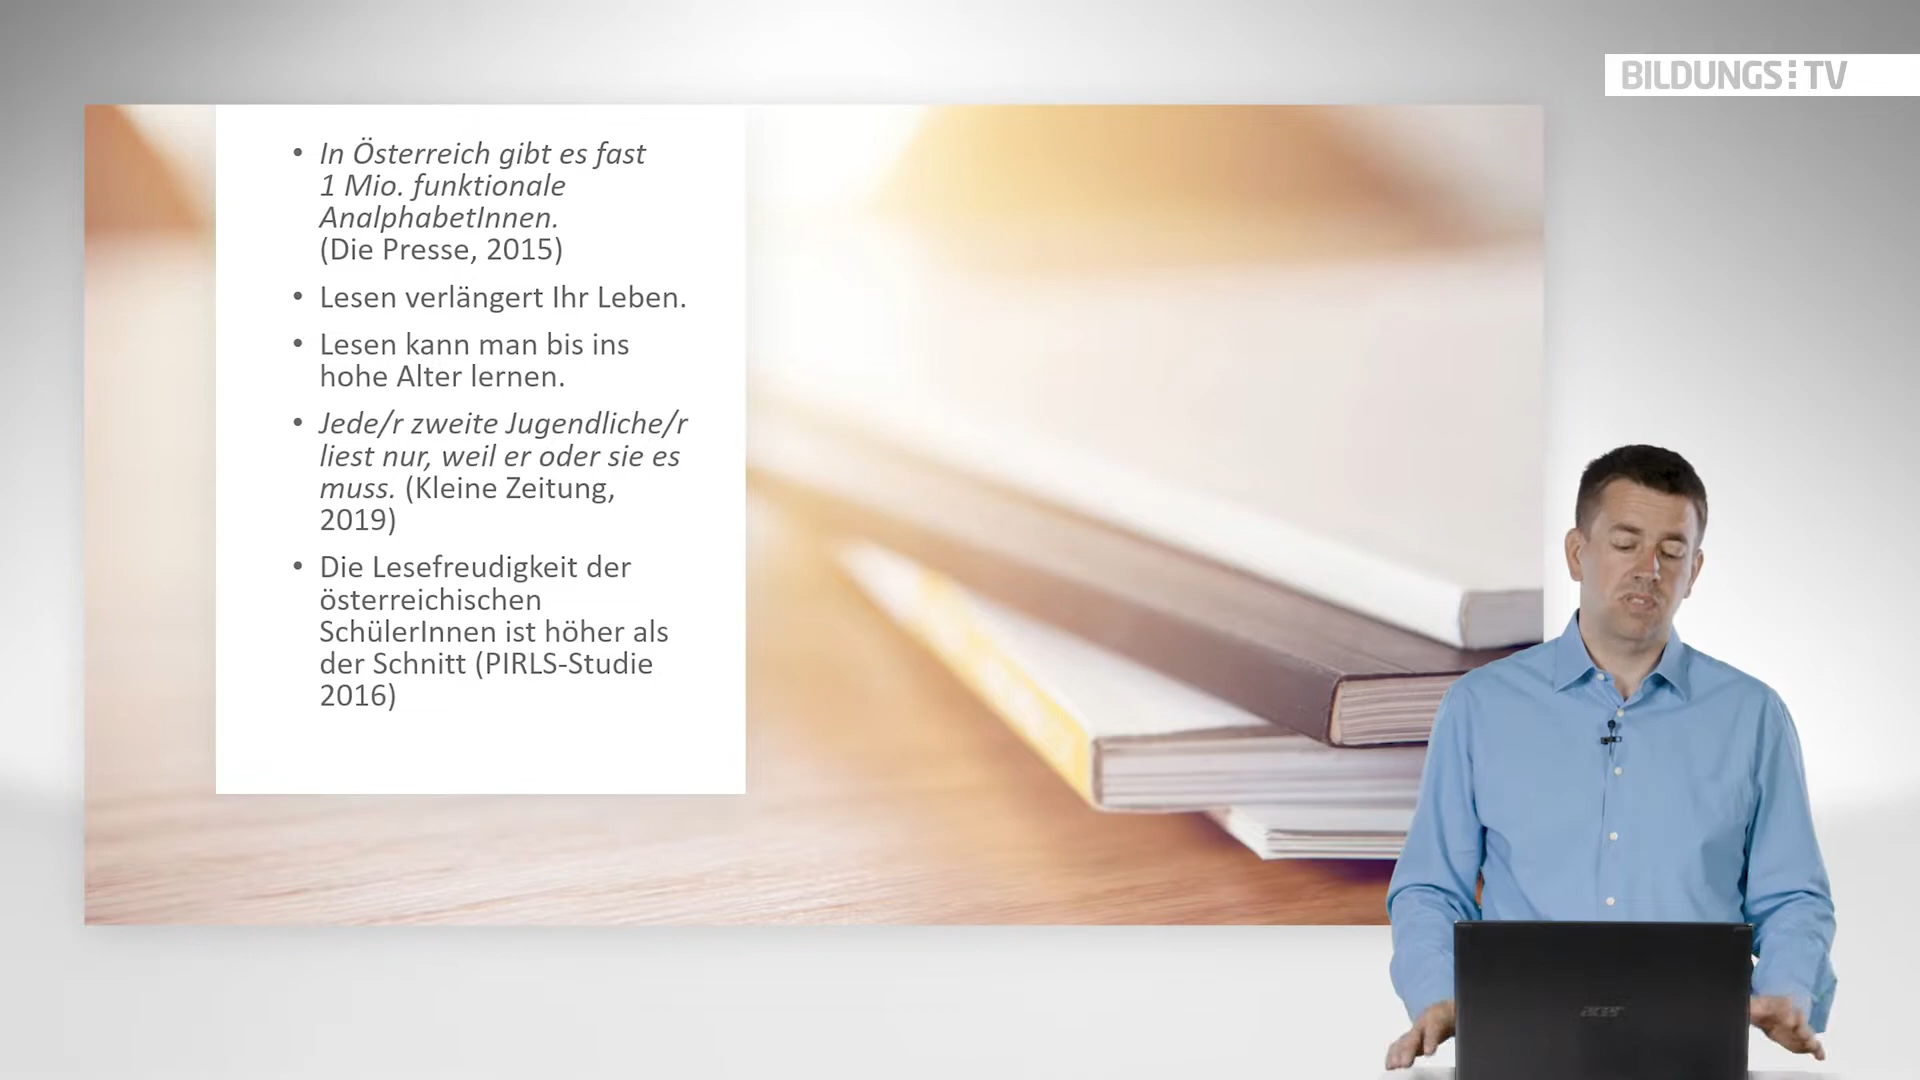 BILDUNGS:TV
• In Österreich gibt es fast
1 Mio. funktionale
AnalphabetInnen.
(Die Presse, 2015)
• Lesen verlängert Ihr Leben.
• Lesen kann man bis ins
hohe Alter lernen.
• Jede/r zweite Jugendliche/r
liest nur, weil er oder sie es
muss. (Kleine Zeitung,
2019)
• Die Lesefreudigkeit der
österreichischen
SchülerInnen ist höher als
der Schnitt (PIRLS-Studie
2016)
acer